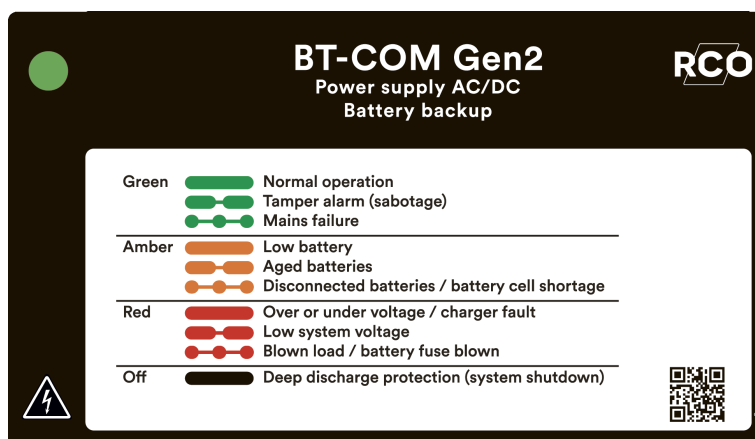 BT-COM Gen2
RCO
Power supply AC/DC
Battery backup
Green Normal operation
Tamper alarm (sabotage)
Mains failure
Amber Low battery
Aged batteries
Disconnected batteries / battery cell shortage
Red Over or under voltage / charger fault
Low system voltage
Blown load / battery fuse blown
Off Deep discharge protection (system shutdown)